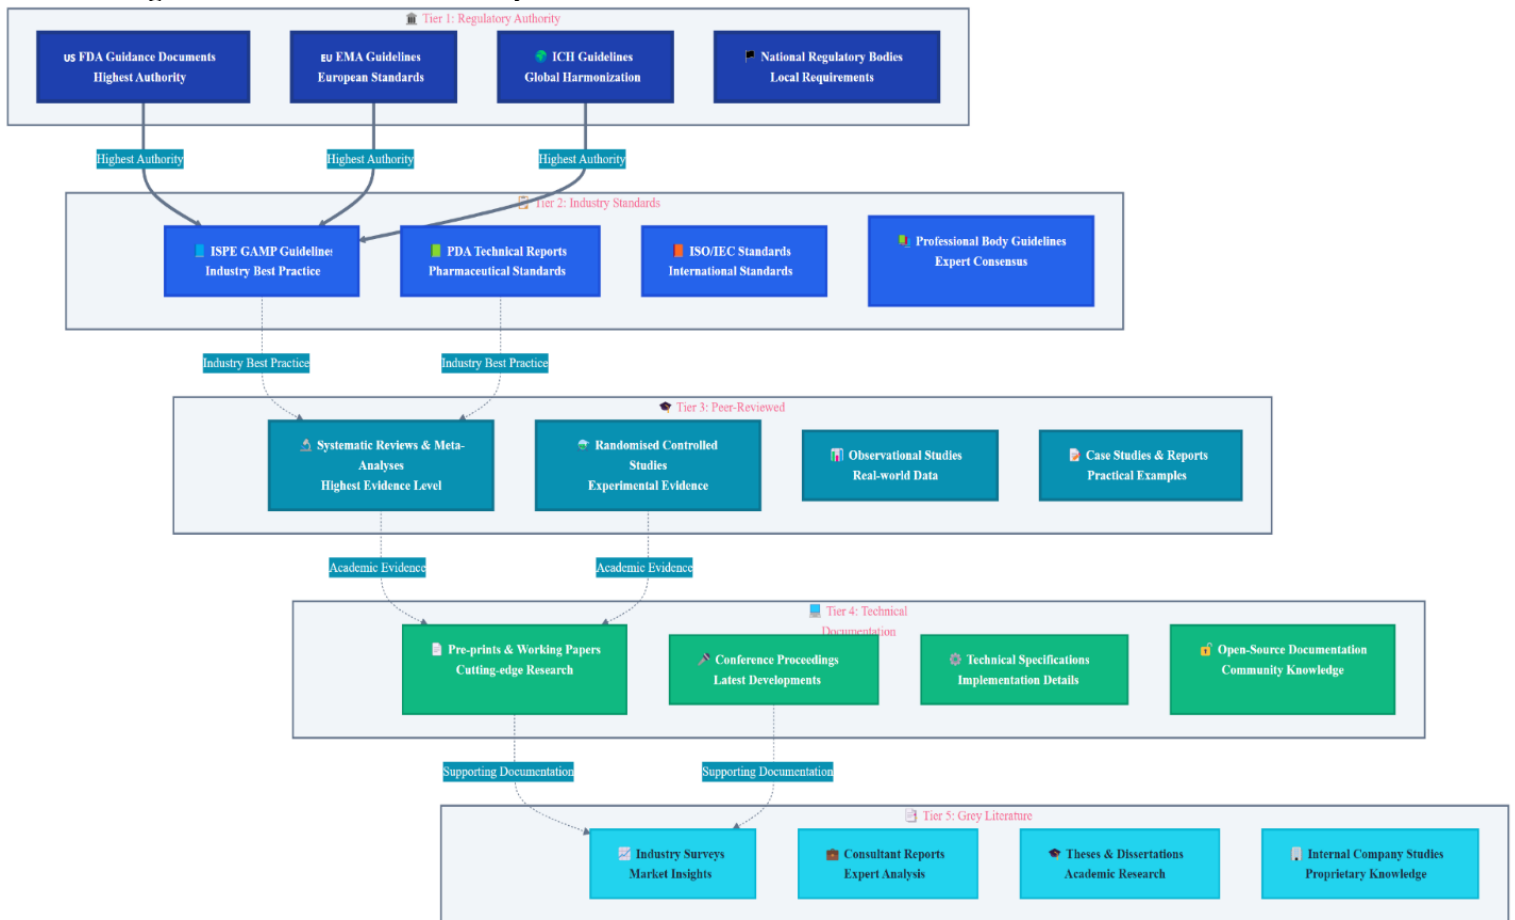 Tier 1: Regulatory Authority
US FDA Guidance Documents
Highest Authority
EU EMA Guidelines
European Standards
ICH Guidelines
Global Harmonization
National Regulatory Bodies
Local Requirements
Highest Authority
Highest Authority
Highest Authority
Tier 2: Industry Standards
ISPE GAMP Guidelines
Industry Best Practice
PDA Technical Reports
Pharmaceutical Standards
ISO/IEC Standards
International Standards
Professional Body Guidelines
Expert Consensus
Industry Best Practice
Industry Best Practice
Tier 3: Peer-Reviewed
Systematic Reviews & Meta-
Analyses
Highest Evidence Level
Randomised Controlled
Studies
Experimental Evidence
Observational Studies
Real-world Data
Case Studies & Reports
Practical Examples
Academic Evidence
Academic Evidence
Tier 4: Technical
Documentation
Pre-prints & Working Papers
Cutting-edge Research
Conference Proceedings
Latest Developments
Technical Specifications
Implementation Details
Open-Source Documentation
Community Knowledge
Supporting Documentation
Supporting Documentation
Tier 5: Grey Literature
Industry Surveys
Market Insights
Consultant Reports
Expert Analysis
Theses & Dissertations
Academic Research
Internal Company Studies
Proprietary Knowledge